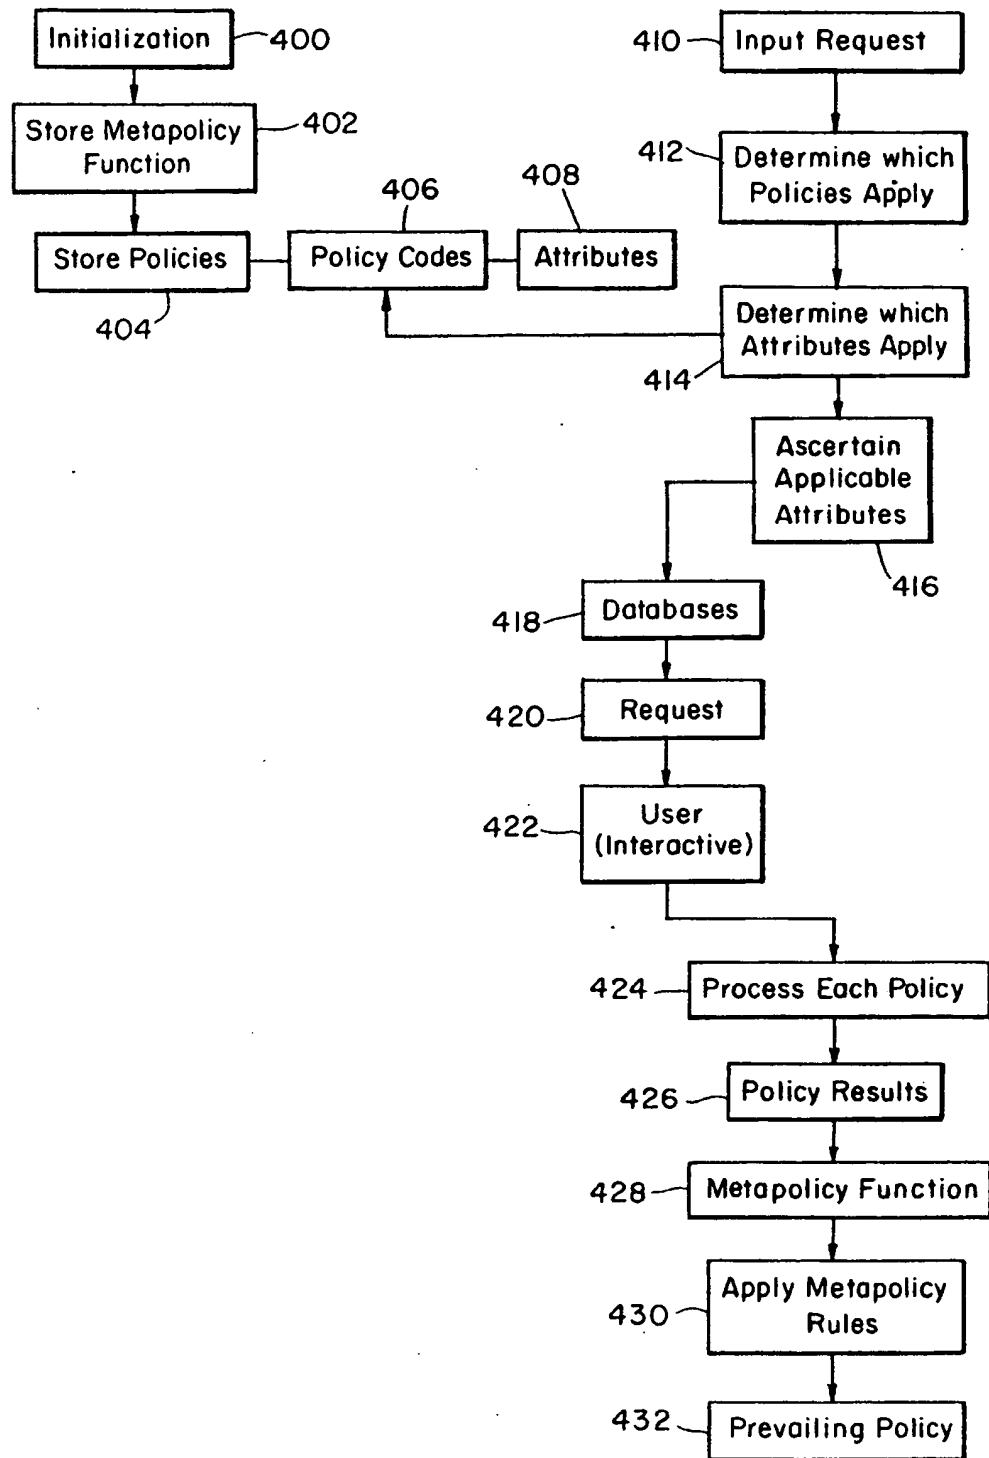 Initialization
400
Store Metapolicy
Function
402
Store Policies
404
406
Policy Codes
408
Attributes
410
Input Request
412
Determine which
Policies Apply
Determine which
Attributes Apply
414
Ascertain
Applicable
Attributes
416
418
Databases
420
Request
422
User
(Interactive)
424
Process Each Policy
426
Policy Results
428
Metapolicy Function
430
Apply Metapolicy
Rules
432
Prevailing Policy